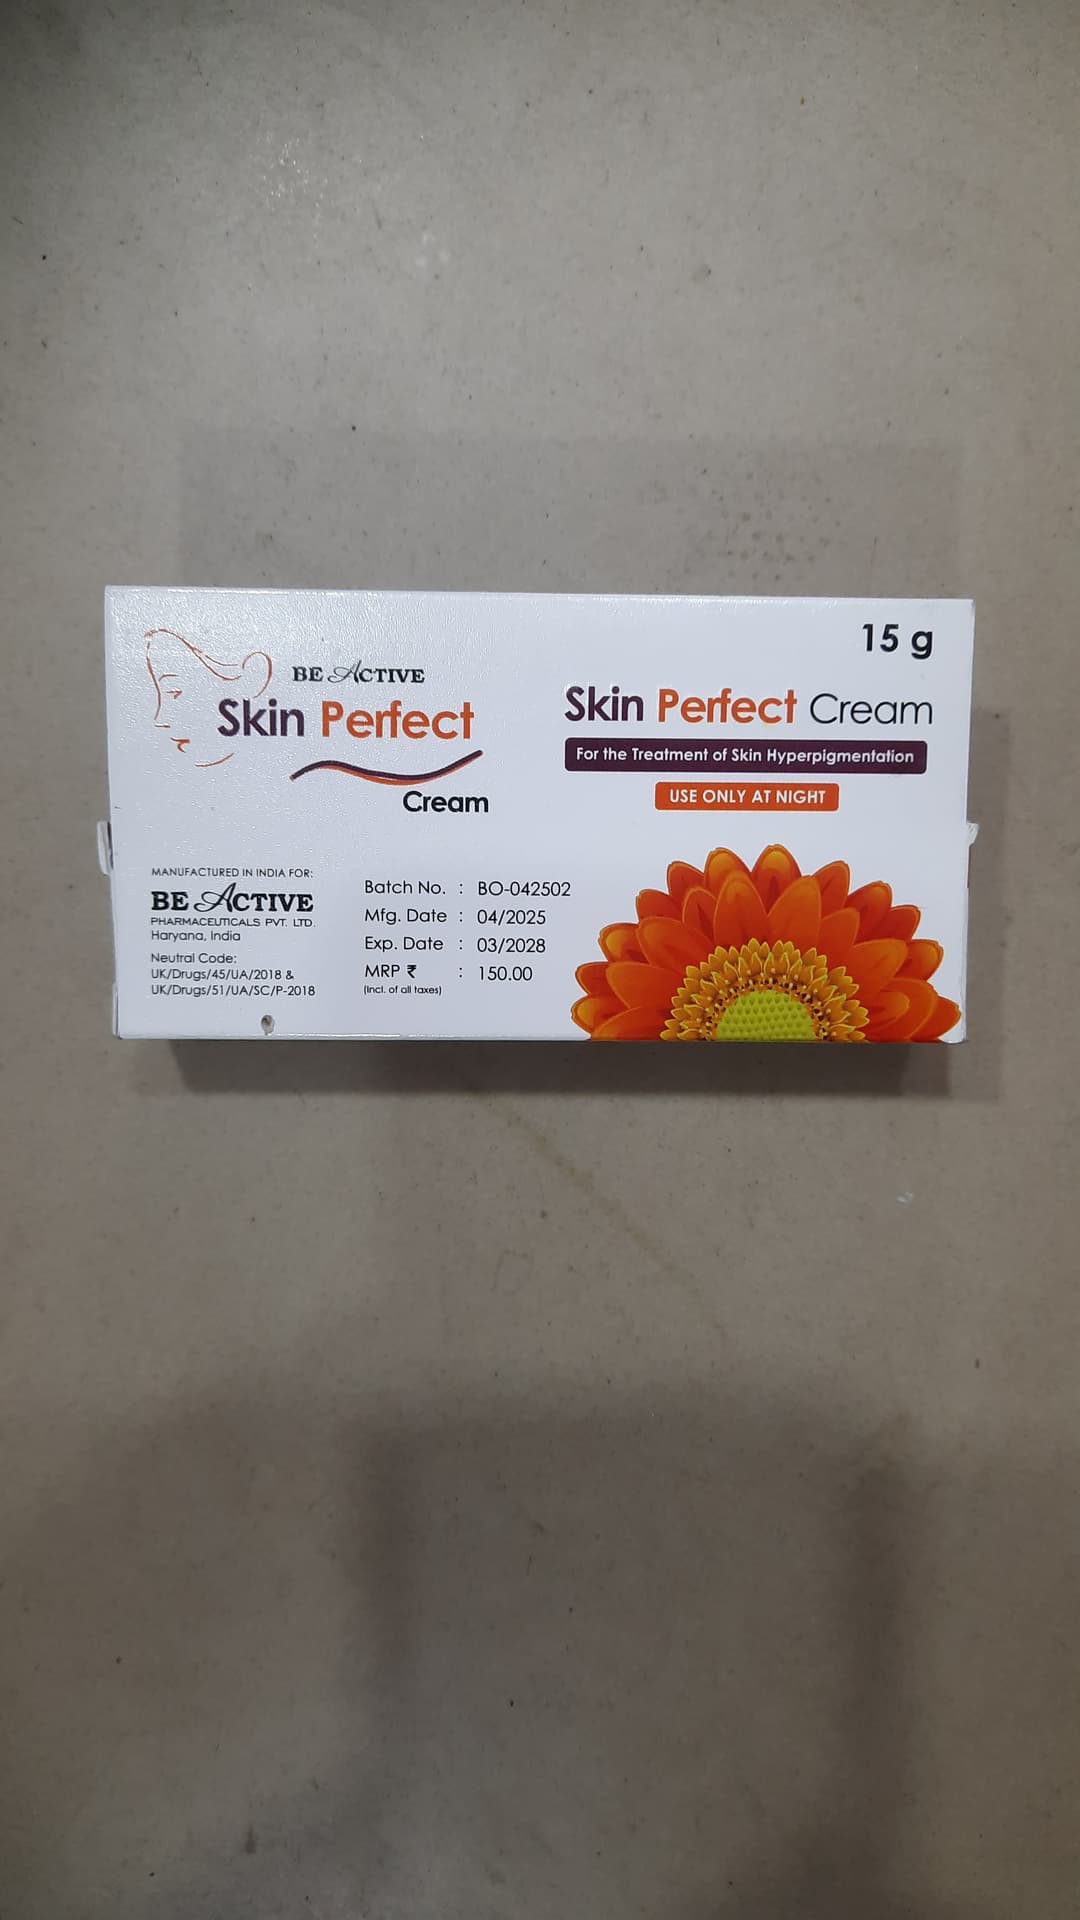 BE ACTIVE
Skin Perfect
Cream
MANUFACTURED IN INDIA FOR:
BE ACTIVE
PHARMACEUTICALS PVT. LTD.
Haryana, India
Neutral Code:
UK/Drugs/45/UA/2018 &
UK/Drugs/51/UA/SC/P-2018
Batch No. : BO-042502
Mfg. Date : 04/2025
Exp. Date : 03/2028
MRP ₹ : 150.00
(Incl. of all taxes)
15 g
Skin Perfect Cream
For the Treatment of Skin Hyperpigmentation
USE ONLY AT NIGHT